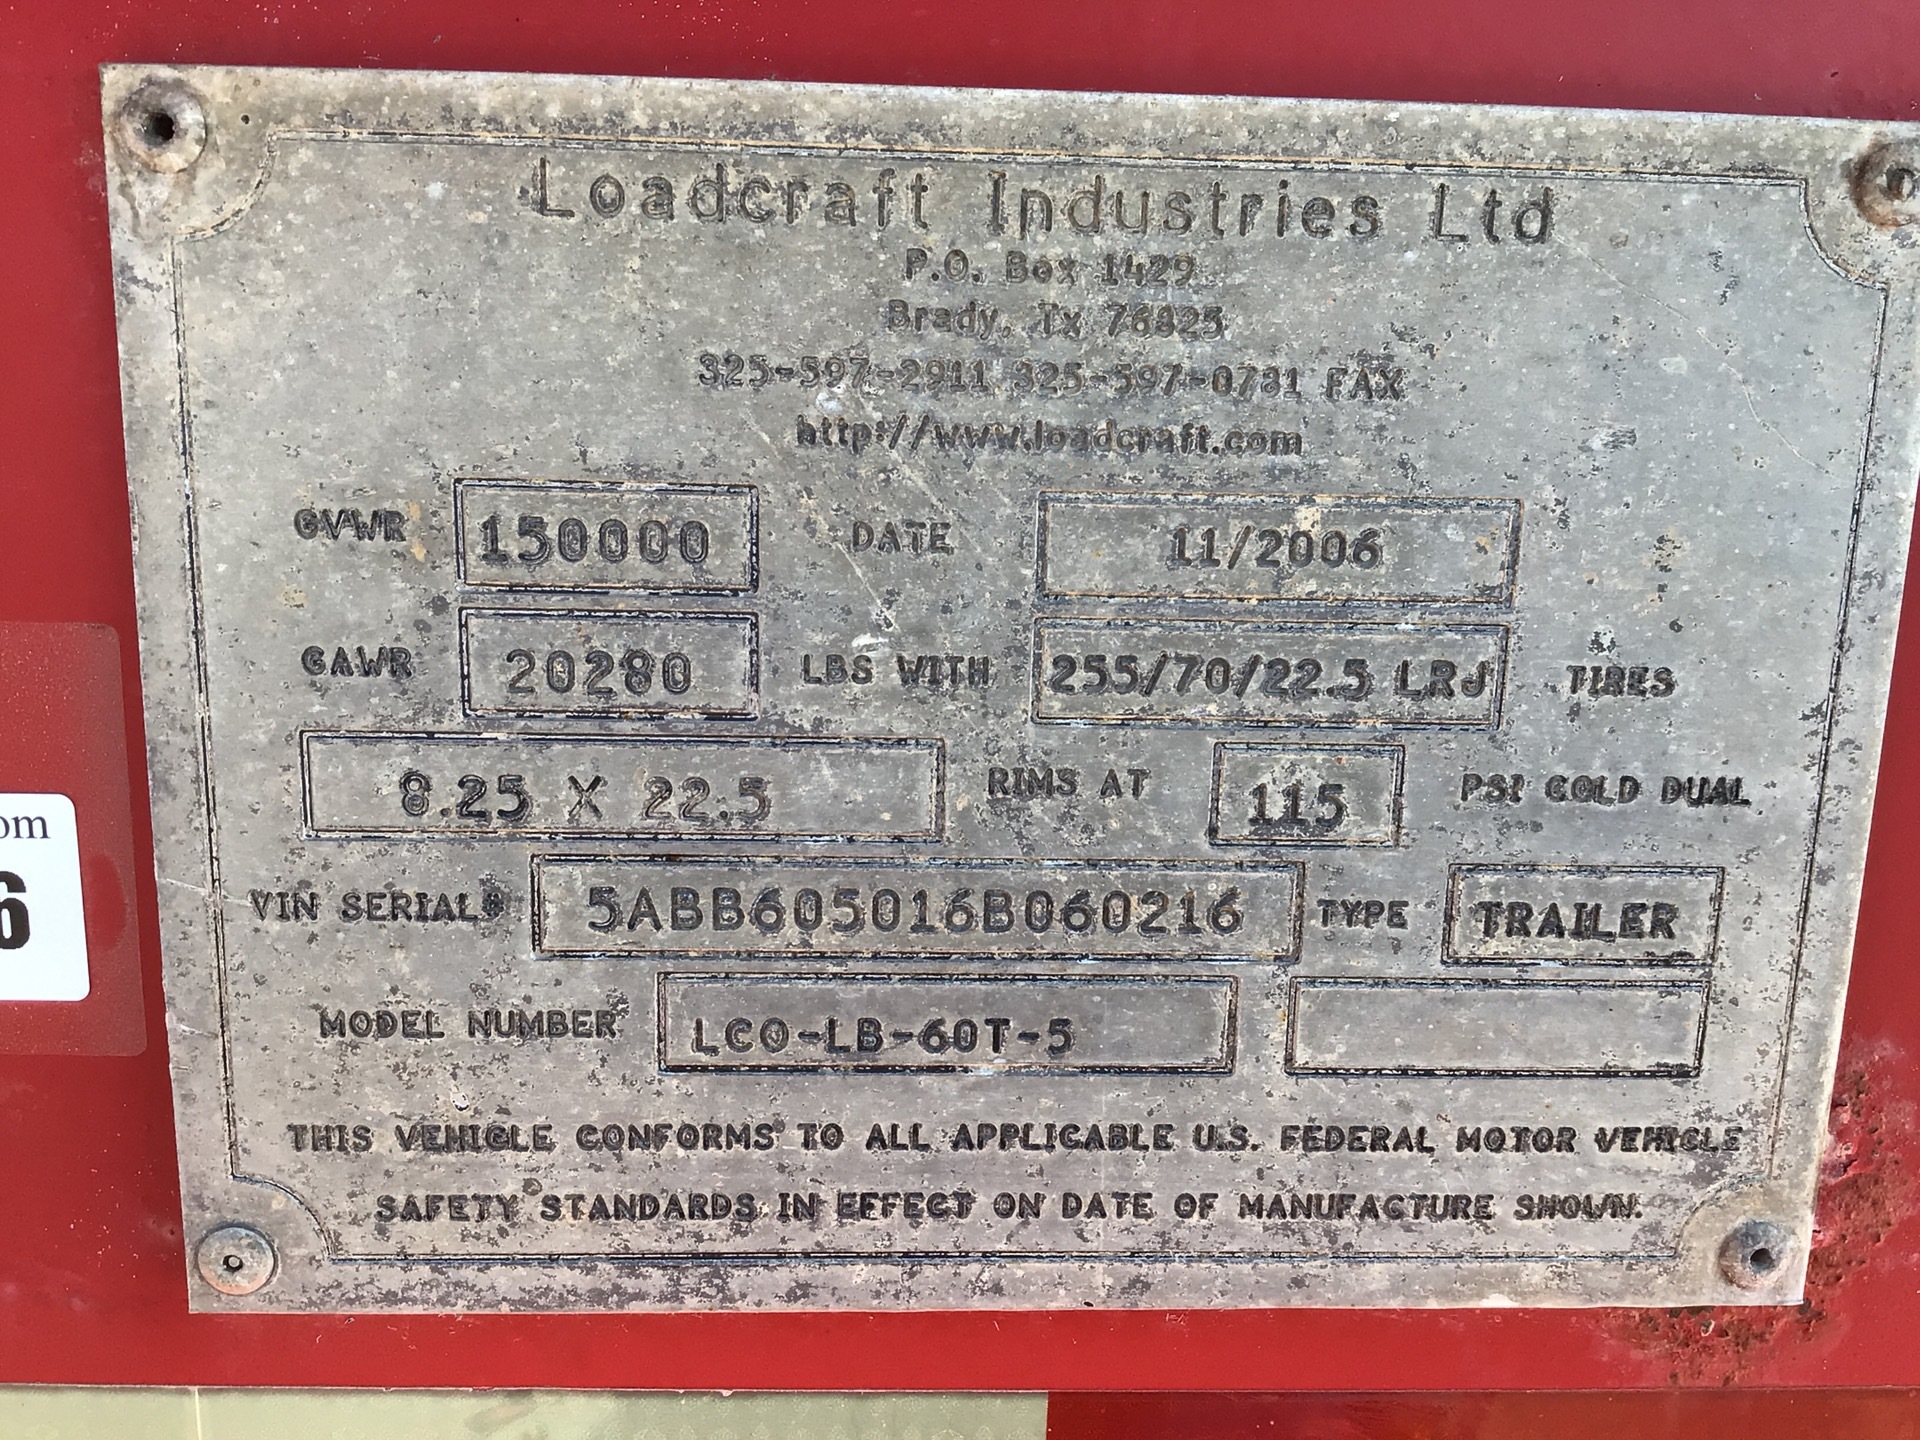 Loadcraft Industries Ltd
P.O. Box 1429
Brady, Tx 76825
325-597-2911 325-597-0731 FAX
http://www.loadcraft.com
GVWR 150000 DATE 11/2006
GAWR 20280 LBS WITH 255/70/22.5 LRJ TIRES
8.25 X 22.5 RIMS AT 115 PSI COLD DUAL
VIN SERIAL# 5ABB605016B060216 TYPE TRAILER
MODEL NUMBER LCO-LB-60T-5
THIS VEHICLE CONFORMS TO ALL APPLICABLE U.S. FEDERAL MOTOR VEHICLE
SAFETY STANDARDS IN EFFECT ON DATE OF MANUFACTURE SHOWN.
om
6